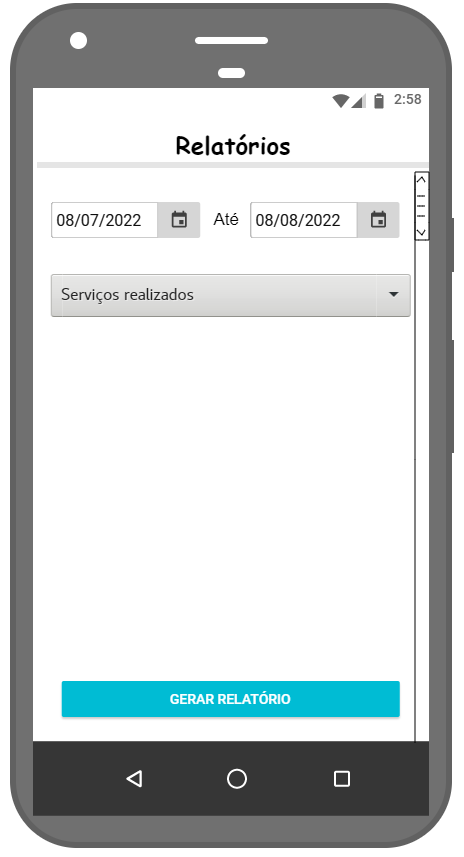 2:58
Relatórios
08/07/2022 Até 08/08/2022
Serviços realizados
GERAR RELATÓRIO